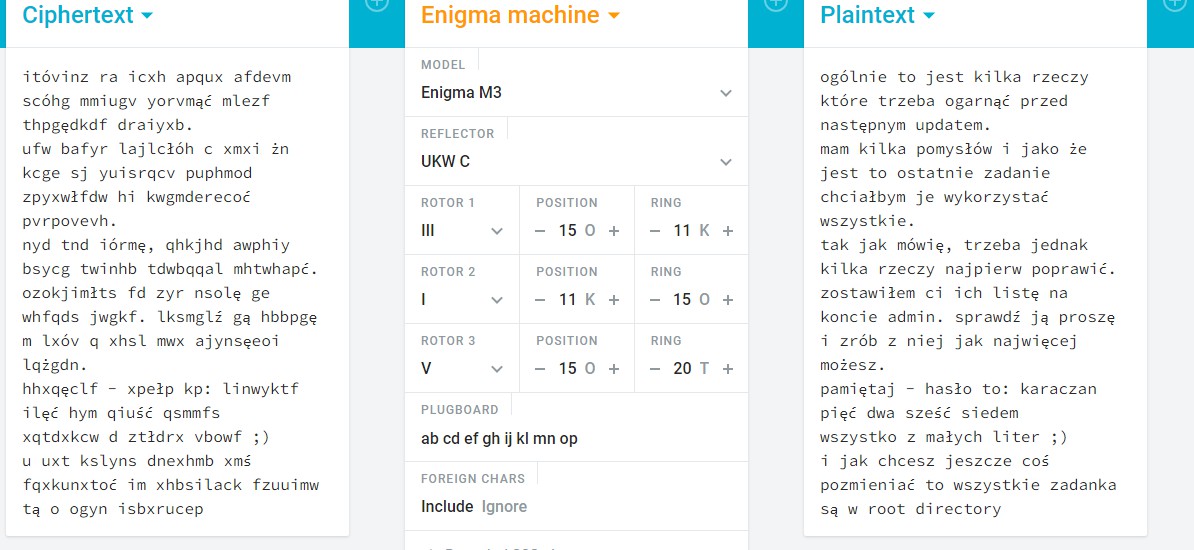 Ciphertext
Enigma machine
Plaintext
itóvinz ra icxh apqux afdevm
scóhg mmiugv yorvmąć mlezf
thpgędkdf draiyxb.
ufw bafyr lajlcłóh c xmxi żn
kcge sj yuisrqcv puphmod
zpyxwłfdw hi kwgmderecoć
pvrpovevh.
nyd tnd iórmę, qhkjhd awphiy
bsycg twinhb tdwbqqal mhtwhapć.
ozokjimłts fd zyr nsolę ge
whfqds jwgkf. lksmglź gą hbbpgę
m lxóv q xhsl mwx ajynsęeoi
lqżgdn.
hhxqęclf – xpełp kp: linwyktf
ilęć hym qiuść qsmmfs
xqtdxkcw d ztłdrx vbowf ;)
u uxt kslyns dnexhmb xmś
fqxkunxtoć im xhbsilack fzuuimw
tą o ogyn isbxrucep
MODEL
Enigma M3
REFLECTOR
UKW C
ROTOR 1 POSITION RING
III − 15 O + − 11 K +
ROTOR 2 POSITION RING
I − 11 K + − 15 O +
ROTOR 3 POSITION RING
V − 15 O + − 20 T +
PLUGBOARD
ab cd ef gh ij kl mn op
FOREIGN CHARS
Include Ignore
ogólnie to jest kilka rzeczy
które trzeba ogarnąć przed
następnym updatem.
mam kilka pomysłów i jako że
jest to ostatnie zadanie
chciałbym je wykorzystać
wszystkie.
tak jak mówię, trzeba jednak
kilka rzeczy najpierw poprawić.
zostawiłem ci ich listę na
koncie admin. sprawdź ją proszę
i zrób z niej jak najwięcej
możesz.
pamiętaj – hasło to: karaczan
pięć dwa sześć siedem
wszystko z małych liter ;)
i jak chcesz jeszcze coś
pozmieniać to wszystkie zadanka
są w root directory